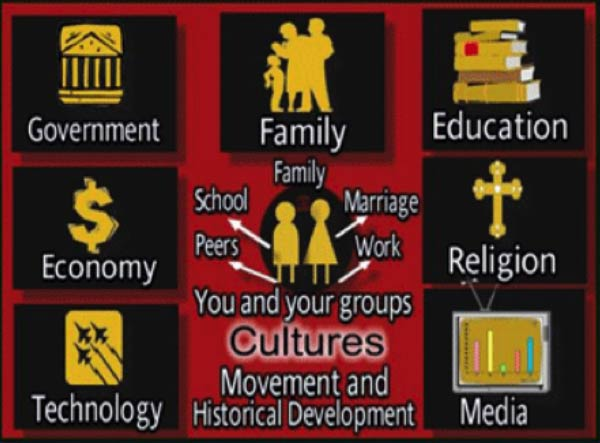 Government
Family
Education
Family
School
Marriage
Peers
Work
Economy
Religion
You and your groups
Cultures
Movement and
Historical Development
Technology
Media